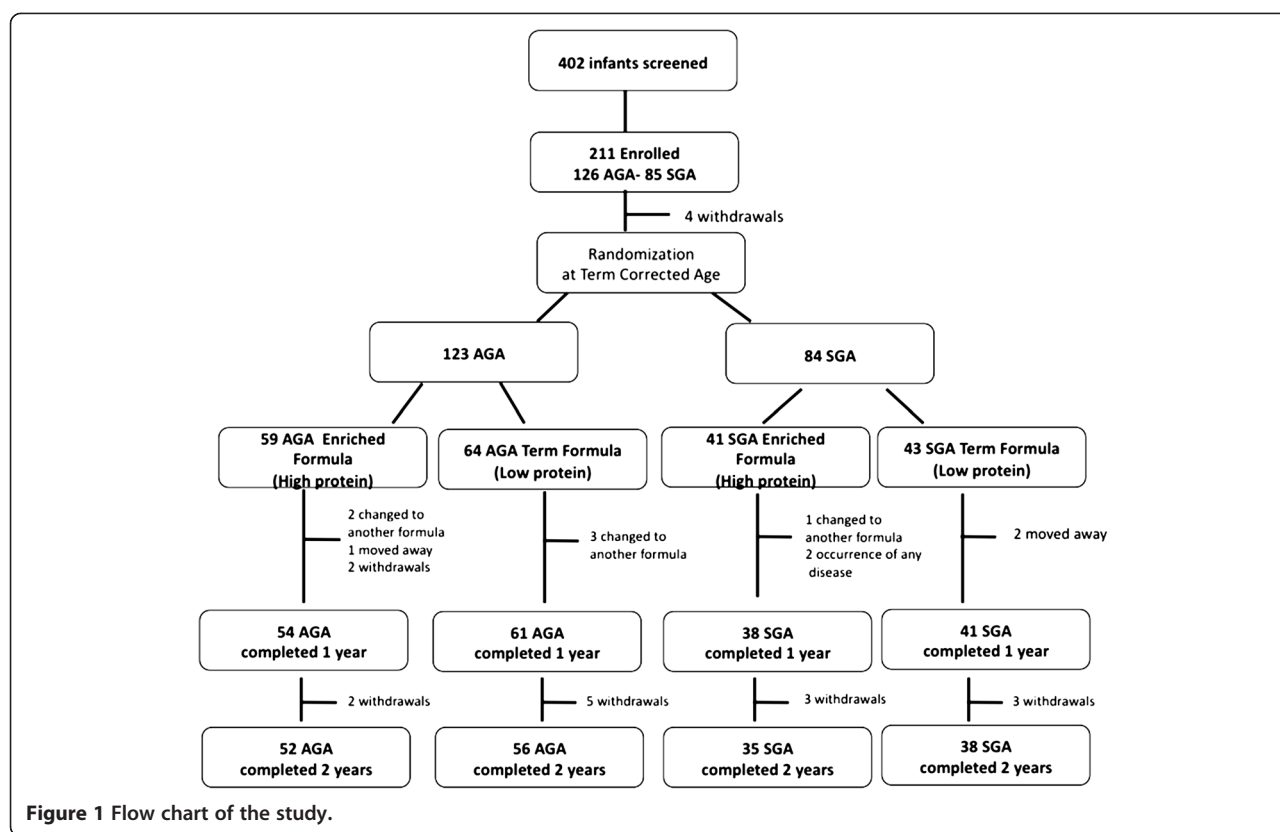 402 infants screened
211 Enrolled
126 AGA- 85 SGA
4 withdrawals
Randomization
at Term Corrected Age
123 AGA
84 SGA
59 AGA Enriched
Formula
(High protein)
64 AGA Term Formula
(Low protein)
41 SGA Enriched
Formula
(High protein)
43 SGA Term Formula
(Low protein)
2 changed to
another formula
1 moved away
2 withdrawals
3 changed to
another formula
1 changed to
another formula
2 occurrence of any
disease
2 moved away
54 AGA
completed 1 year
61 AGA
completed 1 year
38 SGA
completed 1 year
41 SGA
completed 1 year
2 withdrawals
5 withdrawals
3 withdrawals
3 withdrawals
52 AGA
completed 2 years
56 AGA
completed 2 years
35 SGA
completed 2 years
38 SGA
completed 2 years
Figure 1 Flow chart of the study.